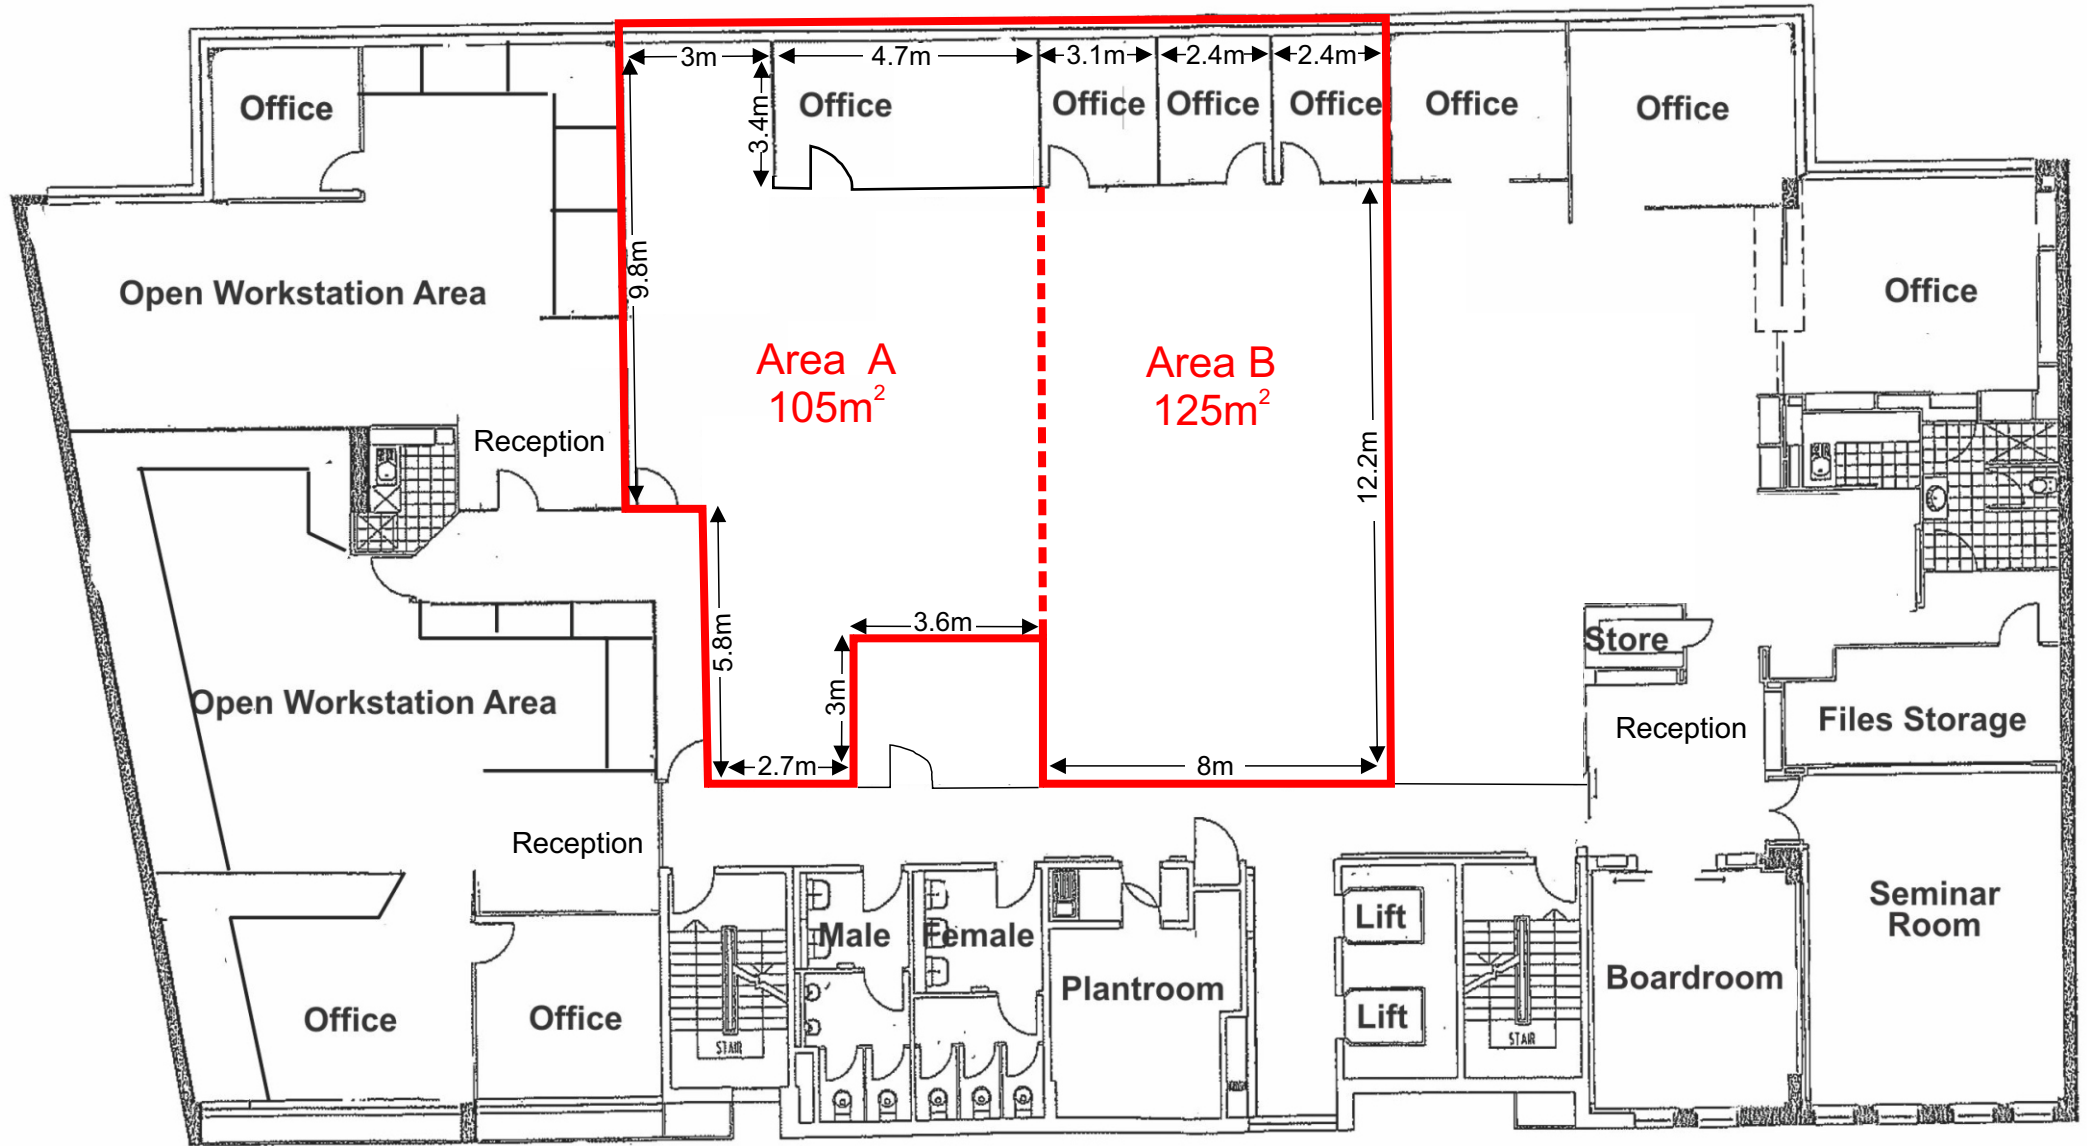 3m
4.7m
3.1m
2.4m
2.4m
3.4m
Office
Office
Office
Office
Office
Office
Office
9.8m
Open Workstation Area
Office
Area A
105m²
Area B
125m²
Reception
12.2m
5.8m
3.6m
3m
Store
Open Workstation Area
Reception
Files Storage
2.7m
8m
Reception
Male
Female
Plantroom
Lift
Lift
Boardroom
Seminar
Room
Office
Office
STAIR
STAIR